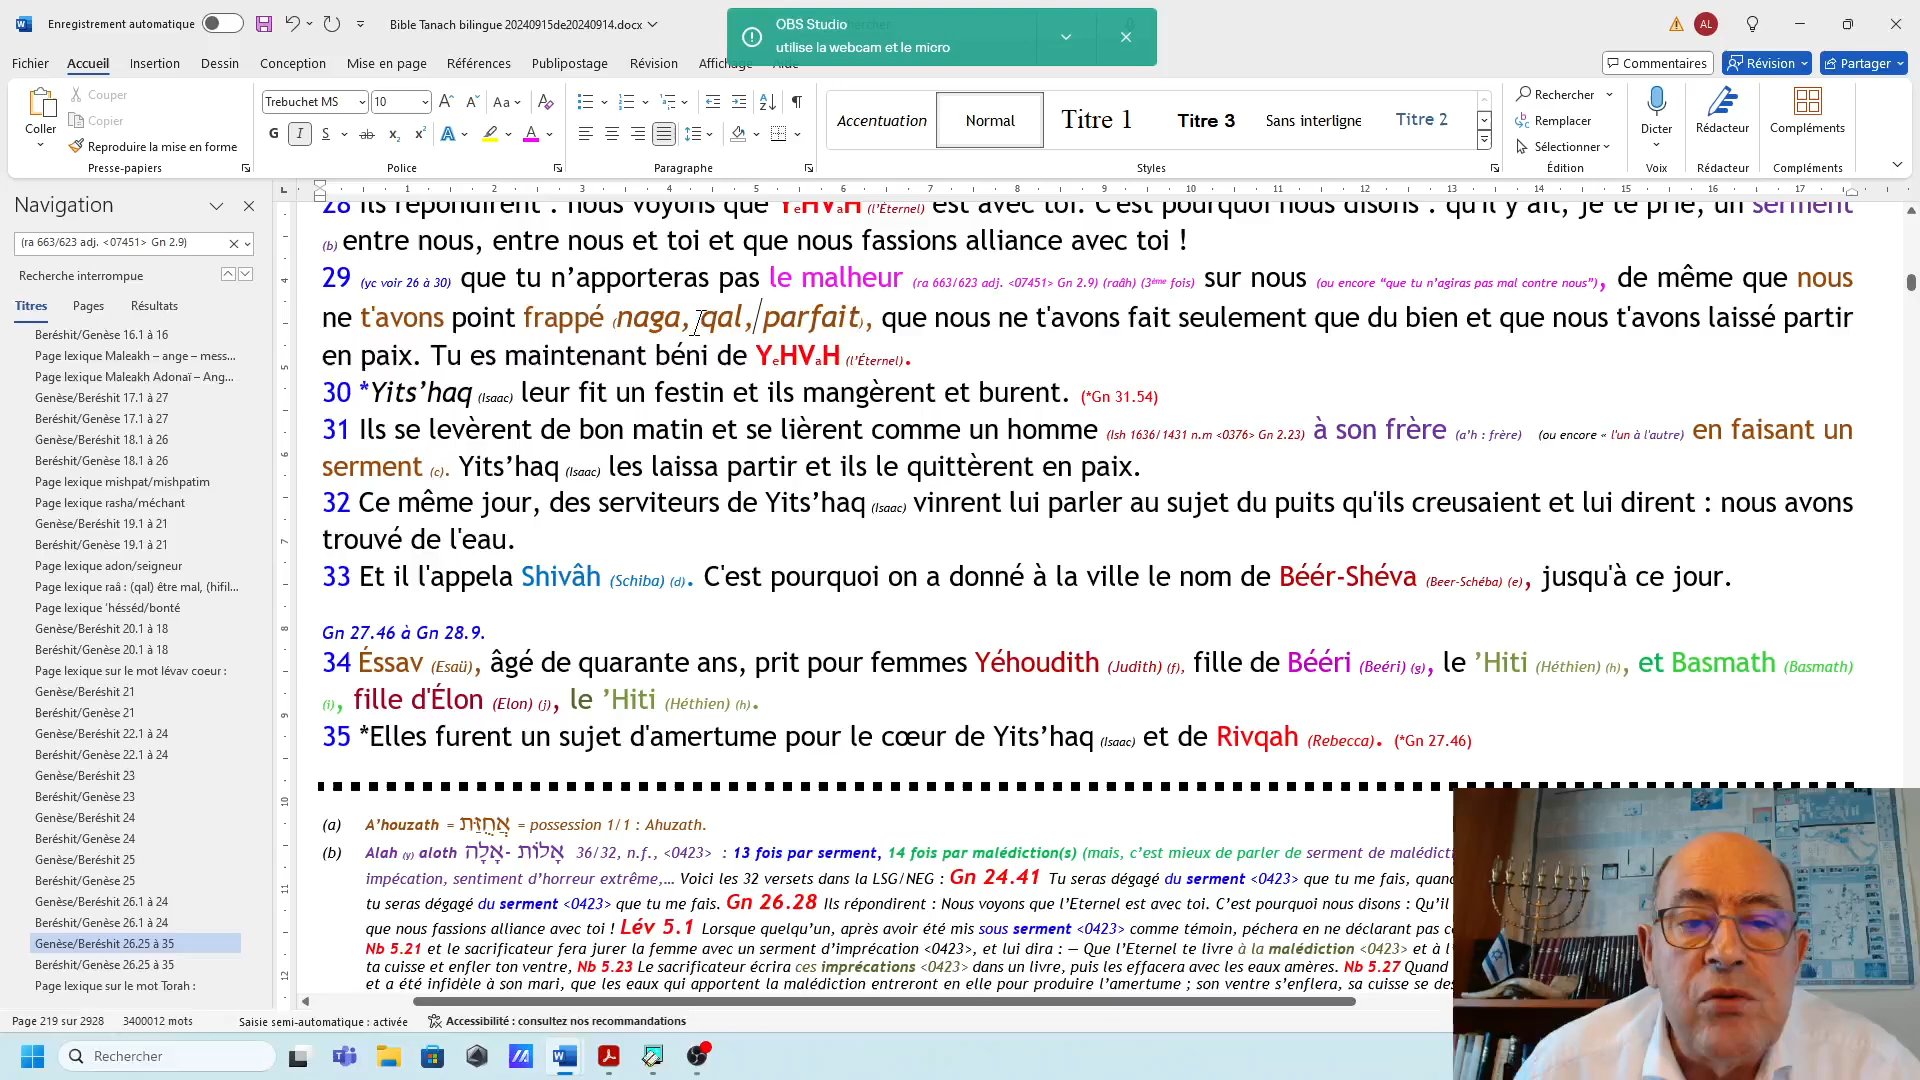 Enregistrement automatique
Bible Tanach bilingue 20240915de20240914.docx
OBS Studio
utilise la webcam et le micro
AL
Fichier Accueil Insertion Dessin Conception Mise en page Références Publipostage Révision Affichage Aide
Commentaires Révision Partager
Coller
Couper
Copier
Reproduire la mise en forme
Presse-papiers
Trebuchet MS 10
G I S ab
Police
Paragraphe
Accentuation Normal Titre 1 Titre 3 Sans interligne Titre 2
Styles
Rechercher
Remplacer
Sélectionner
Édition
Dicter
Voix
Rédacteur
Rédacteur
Compléments
Compléments
Navigation
(ra 663/623 adj. <07451> Gn 2.9)
Recherche interrompue
Titres Pages Résultats
Beréshit/Genèse 16.1 à 16
Page lexique Maleakh – ange – mess...
Page lexique Maleakh Adonaï – Ang...
Genèse/Beréshit 17.1 à 27
Beréshit/Genèse 17.1 à 27
Genèse/Beréshit 18.1 à 26
Beréshit/Genèse 18.1 à 26
Page lexique mishpat/mishpatim
Page lexique rasha/méchant
Genèse/Beréshit 19.1 à 21
Beréshit/Genèse 19.1 à 21
Page lexique adon/seigneur
Page lexique raâ : (qal) être mal, (hifil...
Page lexique ’hésséd/bonté
Genèse/Beréshit 20.1 à 18
Beréshit/Genèse 20.1 à 18
Page lexique sur le mot lévav coeur :
Genèse/Beréshit 21
Beréshit/Genèse 21
Genèse/Beréshit 22.1 à 24
Beréshit/Genèse 22.1 à 24
Genèse/Beréshit 23
Beréshit/Genèse 23
Genèse/Beréshit 24
Beréshit/Genèse 24
Genèse/Beréshit 25
Beréshit/Genèse 25
Genèse/Beréshit 26.1 à 24
Beréshit/Genèse 26.1 à 24
Genèse/Beréshit 26.25 à 35
Beréshit/Genèse 26.25 à 35
Page lexique sur le mot Torah :
28 Ils répondirent : nous voyons que YeHVaH (l’Éternel) est avec toi. C'est pourquoi nous disons : qu'il y ait, je te prie, un serment
(b) entre nous, entre nous et toi et que nous fassions alliance avec toi !
29 (yc voir 26 à 30) que tu n’apporteras pas le malheur (ra 663/623 adj. <07451> Gn 2.9) (raâh) (3ème fois) sur nous (ou encore “que tu n’agiras pas mal contre nous”), de même que nous
ne t'avons point frappé (naga, qal, parfait), que nous ne t'avons fait seulement que du bien et que nous t'avons laissé partir
en paix. Tu es maintenant béni de YeHVaH (l’Éternel).
30 *Yits’haq (Isaac) leur fit un festin et ils mangèrent et burent. (*Gn 31.54)
31 Ils se levèrent de bon matin et se lièrent comme un homme (Ish 1636/1431 n.m <0376> Gn 2.23) à son frère (a’h : frère) (ou encore « l'un à l'autre) en faisant un
serment (c). Yits’haq (Isaac) les laissa partir et ils le quittèrent en paix.
32 Ce même jour, des serviteurs de Yits’haq (Isaac) vinrent lui parler au sujet du puits qu'ils creusaient et lui dirent : nous avons
trouvé de l'eau.
33 Et il l'appela Shivâh (Schiba) (d). C'est pourquoi on a donné à la ville le nom de Béér-Shéva (Beer-Schéba) (e), jusqu'à ce jour.
Gn 27.46 à Gn 28.9.
34 Éssav (Esaü), âgé de quarante ans, prit pour femmes Yéhoudith (Judith) (f), fille de Bééri (Beéri) (g), le ’Hiti (Héthien) (h), et Basmath (Basmath)
(i), fille d'Élon (Elon) (j), le ’Hiti (Héthien) (h).
35 *Elles furent un sujet d'amertume pour le cœur de Yits’haq (Isaac) et de Rivqah (Rebecca). (*Gn 27.46)
(a) A’houzath = אֲחֻזַּת = possession 1/1 : Ahuzath.
(b) Alah (y) aloth אָלָה - אָלוֹת 36/32, n.f., <0423> : 13 fois par serment, 14 fois par malédiction(s) (mais, c’est mieux de parler de serment de malédicti
impécation, sentiment d’horreur extrême,… Voici les 32 versets dans la LSG/NEG : Gn 24.41 Tu seras dégagé du serment <0423> que tu me fais, quand
tu seras dégagé du serment <0423> que tu me fais. Gn 26.28 Ils répondirent : Nous voyons que l’Eternel est avec toi. C’est pourquoi nous disons : Qu’il
que nous fassions alliance avec toi ! Lév 5.1 Lorsque quelqu’un, après avoir été mis sous serment <0423> comme témoin, péchera en ne déclarant pas c
Nb 5.21 et le sacrificateur fera jurer la femme avec un serment d’imprécation <0423>, et lui dira : — Que l’Eternel te livre à la malédiction <0423> et à l
ta cuisse et enfler ton ventre, Nb 5.23 Le sacrificateur écrira ces imprécations <0423> dans un livre, puis les effacera avec les eaux amères. Nb 5.27 Quand
et a été infidèle à son mari, que les eaux qui apportent la malédiction entreront en elle pour produire l’amertume ; son ventre s’enflera, sa cuisse se des
Page 219 sur 2928 3400012 mots Saisie semi-automatique : activée Accessibilité : consultez nos recommandations
Rechercher